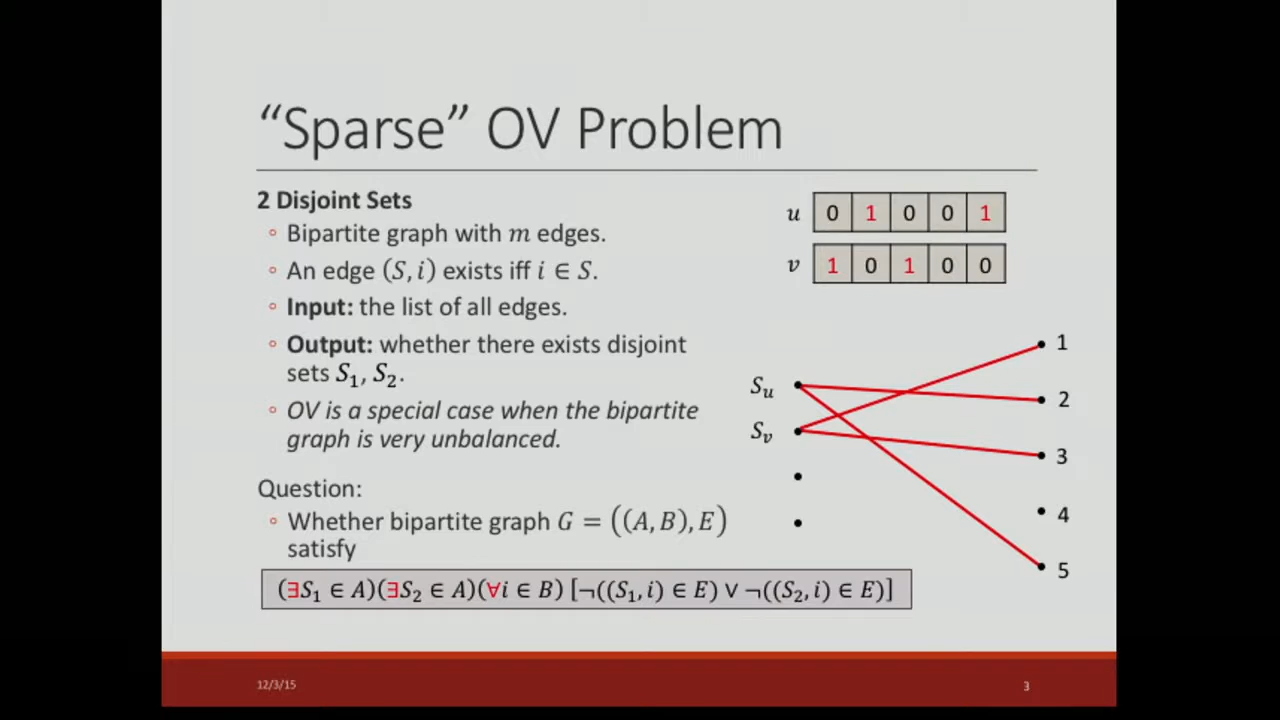 “Sparse” OV Problem
2 Disjoint Sets
◦ Bipartite graph with m edges.
◦ An edge (S, i) exists iff i ∈ S.
◦ Input: the list of all edges.
◦ Output: whether there exists disjoint
sets S₁, S₂.
◦ OV is a special case when the bipartite
graph is very unbalanced.
Question:
◦ Whether bipartite graph G = ((A, B), E)
satisfy
(∃S₁ ∈ A)(∃S₂ ∈ A)(∀i ∈ B) [¬((S₁, i) ∈ E) ∨ ¬((S₂, i) ∈ E)]
u 0 1 0 0 1
v 1 0 1 0 0
1
S_u
2
S_v
3
4
5
12/3/15
3